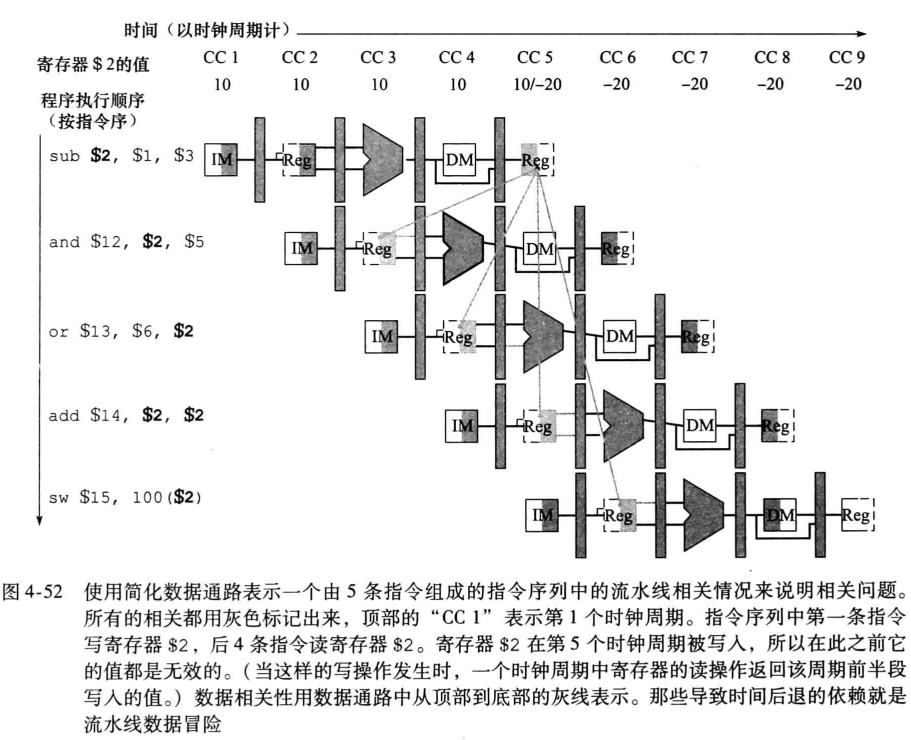 时间（以时钟周期计）
寄存器 $2的值 CC 1 CC 2 CC 3 CC 4 CC 5 CC 6 CC 7 CC 8 CC 9
10 10 10 10 10/−20 −20 −20 −20 −20
程序执行顺序
（按指令序）
sub $2, $1, $3 IM Reg DM Reg
and $12, $2, $5 IM Reg DM Reg
or $13, $6, $2 IM Reg DM Reg
add $14, $2, $2 IM Reg DM Reg
sw $15, 100($2) IM Reg DM Reg
图 4-52 使用简化数据通路表示一个由 5 条指令组成的指令序列中的流水线相关情况来说明相关问题。
所有的相关都用灰色标记出来，顶部的“CC 1”表示第 1 个时钟周期。指令序列中第一条指令
写寄存器 $2，后 4 条指令读寄存器 $2。寄存器 $2 在第 5 个时钟周期被写入，所以在此之前它
的值都是无效的。（当这样的写操作发生时，一个时钟周期中寄存器的读操作返回该周期前半段
写入的值。）数据相关性用数据通路中从顶部到底部的灰线表示。那些导致时间后退的依赖就是
流水线数据冒险